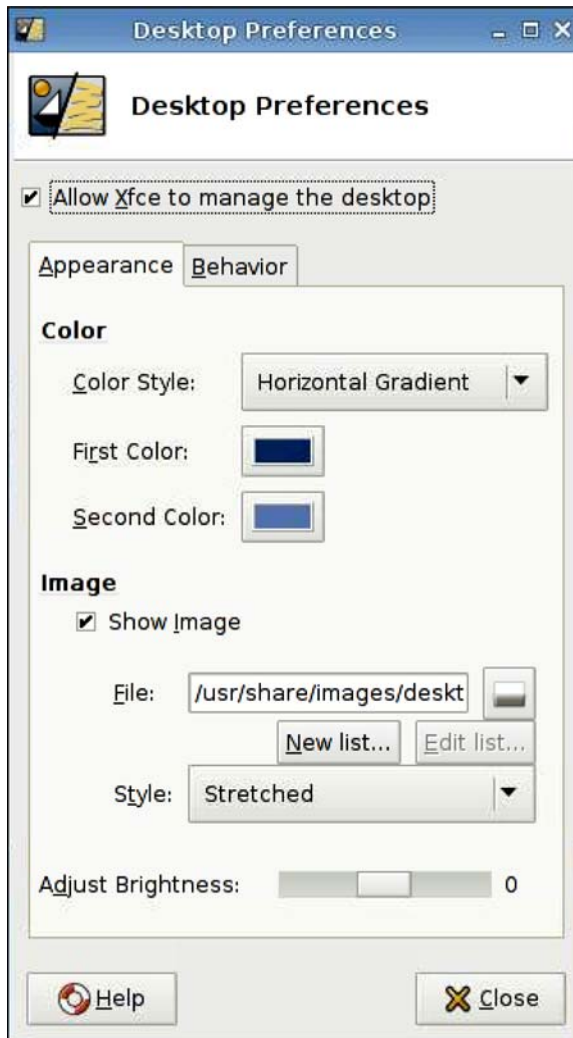 Desktop Preferences
Desktop Preferences
Allow Xfce to manage the desktop
Appearance Behavior
Color
Color Style: Horizontal Gradient
First Color:
Second Color:
Image
Show Image
File: /usr/share/images/deskt
New list... Edit list...
Style: Stretched
Adjust Brightness: 0
Help Close